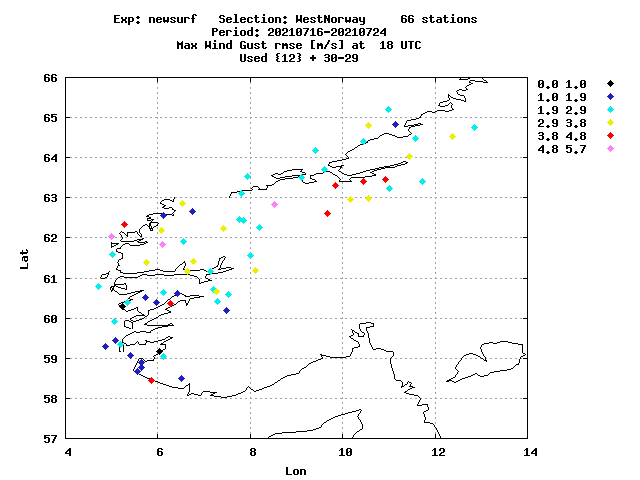 Exp: newsurf   Selection: WestNorway     66 stations
Period: 20210716-20210724
Max Wind Gust rmse [m/s] at  18 UTC
Used {12} + 30-29
66
65
64
63
62
61
60
59
58
57
Lat
4 6 8 10 12 14
Lon
0.0 1.0
1.0 1.9
1.9 2.9
2.9 3.8
3.8 4.8
4.8 5.7